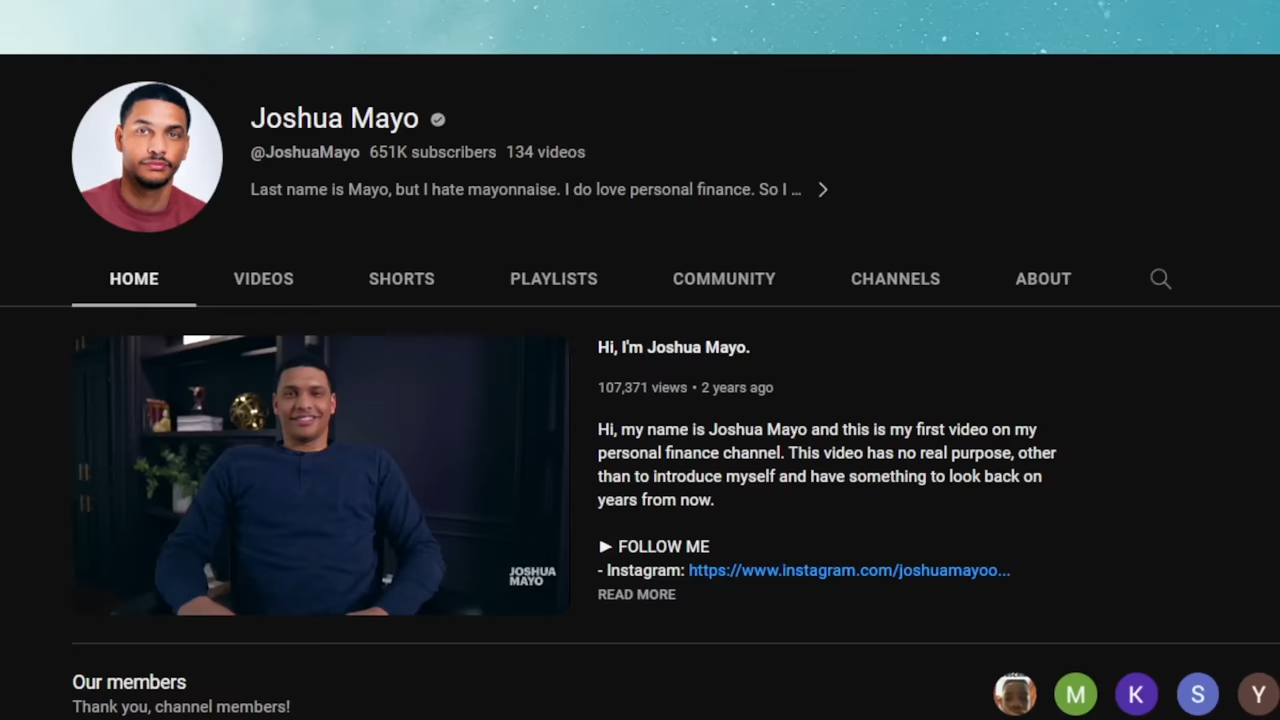 Joshua Mayo
@JoshuaMayo 651K subscribers 134 videos
Last name is Mayo, but I hate mayonnaise. I do love personal finance. So I ...
HOME VIDEOS SHORTS PLAYLISTS COMMUNITY CHANNELS ABOUT
Hi, I'm Joshua Mayo.
107,371 views • 2 years ago
Hi, my name is Joshua Mayo and this is my first video on my
personal finance channel. This video has no real purpose, other
than to introduce myself and have something to look back on
years from now.
► FOLLOW ME
- Instagram: https://www.instagram.com/joshuamayoo...
READ MORE
JOSHUA
MAYO
Our members
Thank you, channel members!
M K S Y